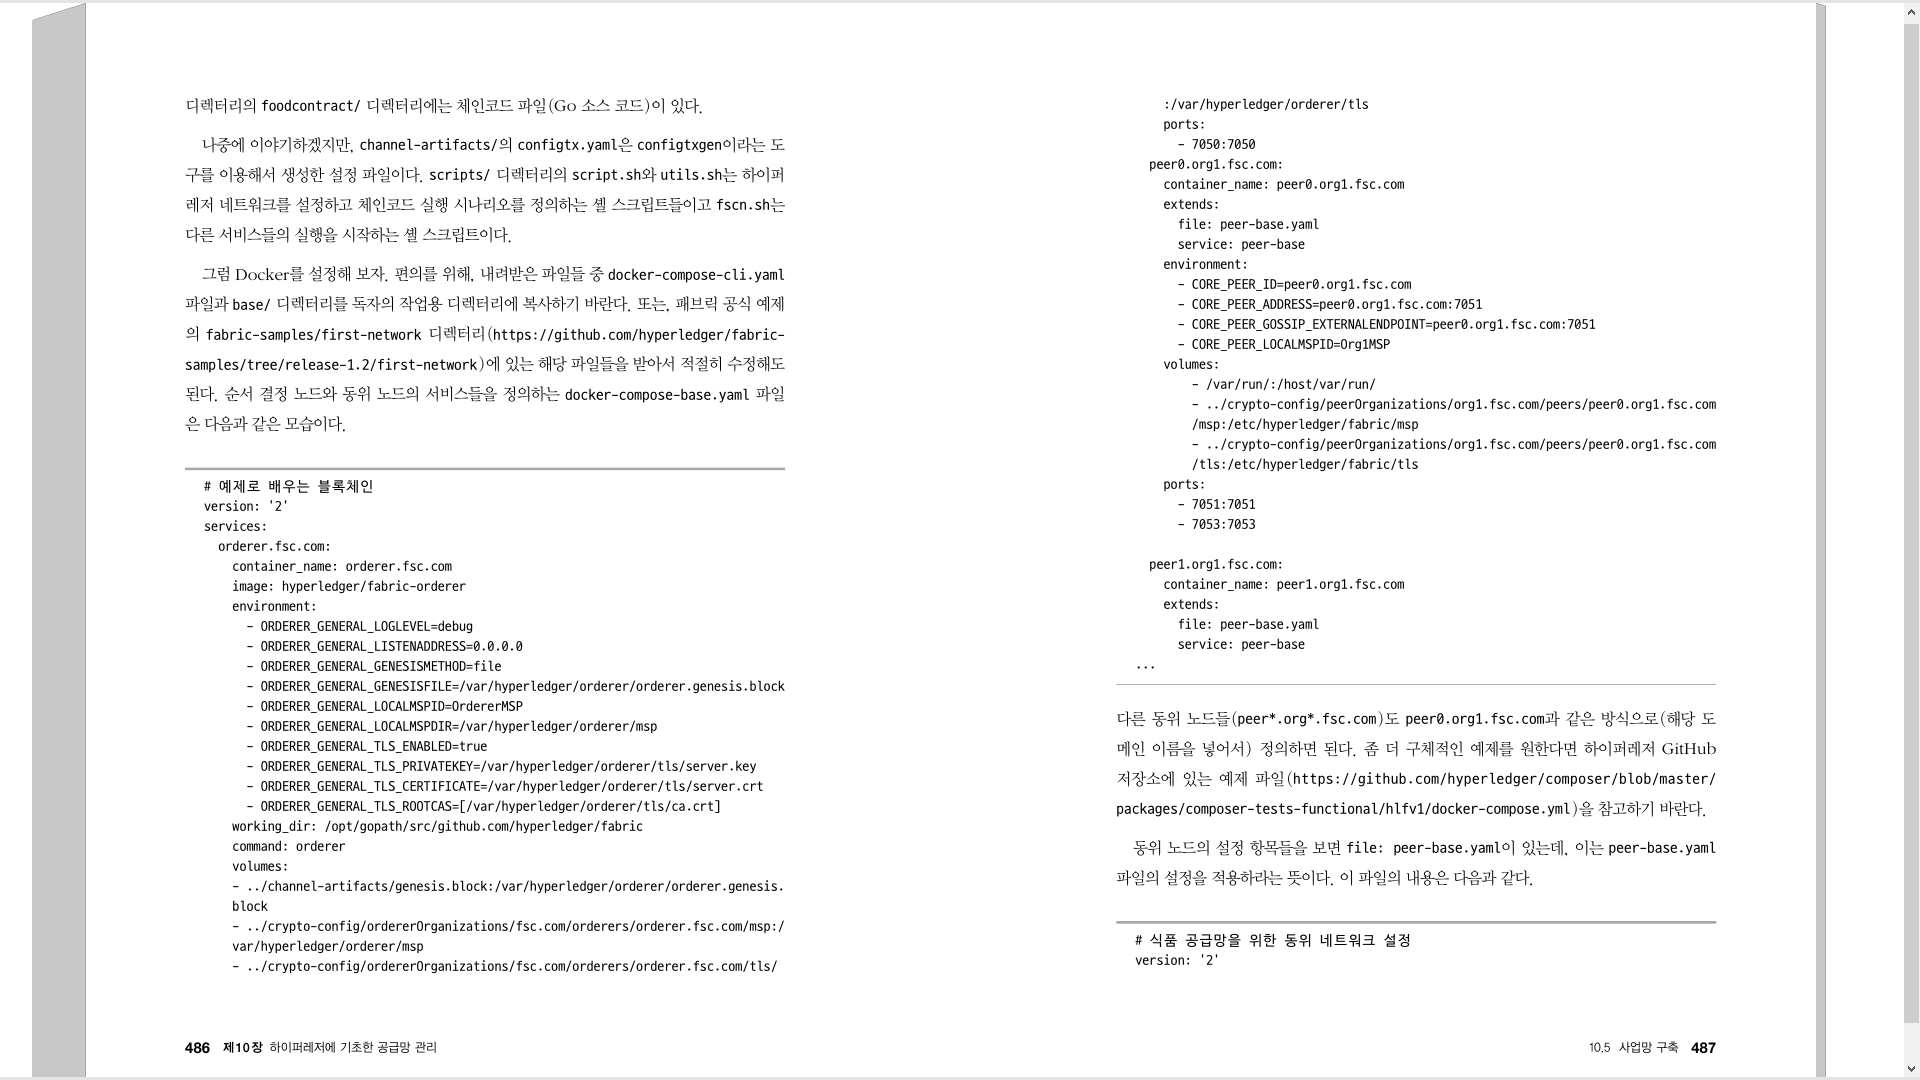 디렉터리의 foodcontract/ 디렉터리에는 체인코드 파일(Go 소스 코드)이 있다.
나중에 이야기하겠지만, channel-artifacts/의 configtx.yaml은 configtxgen이라는 도
구를 이용해서 생성한 설정 파일이다. scripts/ 디렉터리의 script.sh와 utils.sh는 하이퍼
레저 네트워크를 설정하고 체인코드 실행 시나리오를 정의하는 셸 스크립트들이고 fscn.sh는
다른 서비스들의 실행을 시작하는 셸 스크립트이다.
그럼 Docker를 설정해 보자. 편의를 위해, 내려받은 파일들 중 docker-compose-cli.yaml
파일과 base/ 디렉터리를 독자의 작업용 디렉터리에 복사하기 바란다. 또는, 패브릭 공식 예제
의 fabric-samples/first-network 디렉터리(https://github.com/hyperledger/fabric-
samples/tree/release-1.2/first-network)에 있는 해당 파일들을 받아서 적절히 수정해도
된다. 순서 결정 노드와 동위 노드의 서비스들을 정의하는 docker-compose-base.yaml 파일
은 다음과 같은 모습이다.
# 예제로 배우는 블록체인
version: '2'
services:
orderer.fsc.com:
container_name: orderer.fsc.com
image: hyperledger/fabric-orderer
environment:
- ORDERER_GENERAL_LOGLEVEL=debug
- ORDERER_GENERAL_LISTENADDRESS=0.0.0.0
- ORDERER_GENERAL_GENESISMETHOD=file
- ORDERER_GENERAL_GENESISFILE=/var/hyperledger/orderer/orderer.genesis.block
- ORDERER_GENERAL_LOCALMSPID=OrdererMSP
- ORDERER_GENERAL_LOCALMSPDIR=/var/hyperledger/orderer/msp
- ORDERER_GENERAL_TLS_ENABLED=true
- ORDERER_GENERAL_TLS_PRIVATEKEY=/var/hyperledger/orderer/tls/server.key
- ORDERER_GENERAL_TLS_CERTIFICATE=/var/hyperledger/orderer/tls/server.crt
- ORDERER_GENERAL_TLS_ROOTCAS=[/var/hyperledger/orderer/tls/ca.crt]
working_dir: /opt/gopath/src/github.com/hyperledger/fabric
command: orderer
volumes:
- ../channel-artifacts/genesis.block:/var/hyperledger/orderer/orderer.genesis.
block
- ../crypto-config/ordererOrganizations/fsc.com/orderers/orderer.fsc.com/msp:/
var/hyperledger/orderer/msp
- ../crypto-config/ordererOrganizations/fsc.com/orderers/orderer.fsc.com/tls/
486 제10장 하이퍼레저에 기초한 공급망 관리
:/var/hyperledger/orderer/tls
ports:
- 7050:7050
peer0.org1.fsc.com:
container_name: peer0.org1.fsc.com
extends:
file: peer-base.yaml
service: peer-base
environment:
- CORE_PEER_ID=peer0.org1.fsc.com
- CORE_PEER_ADDRESS=peer0.org1.fsc.com:7051
- CORE_PEER_GOSSIP_EXTERNALENDPOINT=peer0.org1.fsc.com:7051
- CORE_PEER_LOCALMSPID=Org1MSP
volumes:
- /var/run/:/host/var/run/
- ../crypto-config/peerOrganizations/org1.fsc.com/peers/peer0.org1.fsc.com
/msp:/etc/hyperledger/fabric/msp
- ../crypto-config/peerOrganizations/org1.fsc.com/peers/peer0.org1.fsc.com
/tls:/etc/hyperledger/fabric/tls
ports:
- 7051:7051
- 7053:7053
peer1.org1.fsc.com:
container_name: peer1.org1.fsc.com
extends:
file: peer-base.yaml
service: peer-base
...
다른 동위 노드들(peer*.org*.fsc.com)도 peer0.org1.fsc.com과 같은 방식으로(해당 도
메인 이름을 넣어서) 정의하면 된다. 좀 더 구체적인 예제를 원한다면 하이퍼레저 GitHub
저장소에 있는 예제 파일(https://github.com/hyperledger/composer/blob/master/
packages/composer-tests-functional/hlfv1/docker-compose.yml)을 참고하기 바란다.
동위 노드의 설정 항목들을 보면 file: peer-base.yaml이 있는데, 이는 peer-base.yaml
파일의 설정을 적용하라는 뜻이다. 이 파일의 내용은 다음과 같다.
# 식품 공급망을 위한 동위 네트워크 설정
version: '2'
10.5 사업망 구축 487